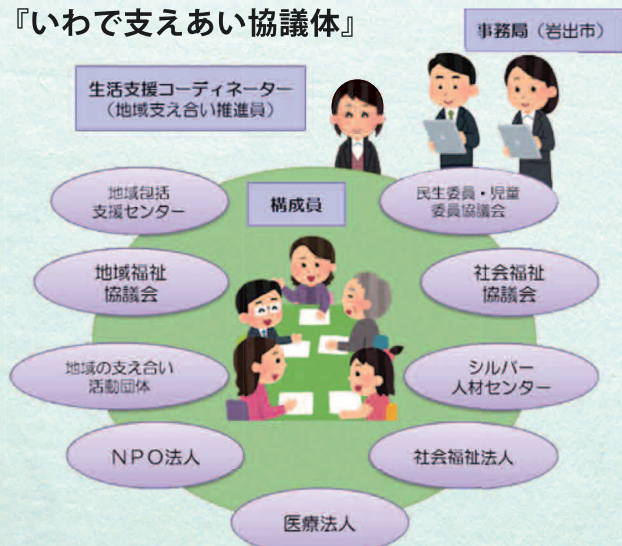 『いわで支えあい協議体』
事務局（岩出市）
生活支援コーディネーター
（地域支え合い推進員）
構成員
地域包括
支援センター
民生委員・児童
委員協議会
地域福祉
協議会
社会福祉
協議会
地域の支え合い
活動団体
シルバー
人材センター
NPO法人
社会福祉法人
医療法人